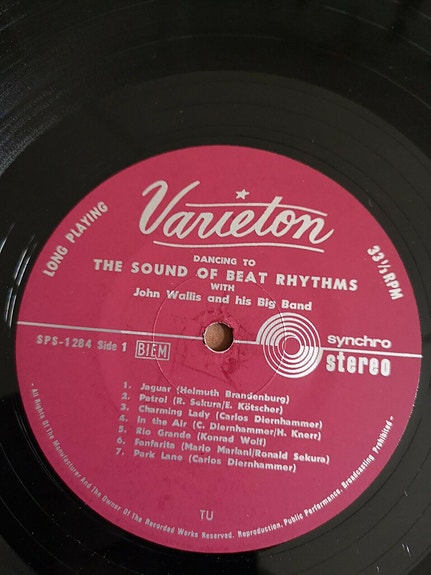 Varieton
LONG PLAYING
33 1/3 RPM
DANCING TO
THE SOUND OF BEAT RHYTHMS
WITH
John Wallis and his Big Band
SPS-1284 Side 1 BIEM
synchro
stereo
1. Jaguar (Helmuth Brandenburg)
2. Patrol (R. Sekura/E. Kötscher)
3. Charming Lady (Carlos Diernhammer)
4. In the Air (C. Diernhammer/H. Knerr)
5. Rio Grande (Konrad Wolf)
6. Fanfarita (Mario Mariani/Ronald Sekura)
7. Park Lane (Carlos Diernhammer)
All Rights Of The Manufacturer And The Owner Of The Recorded Works Reserved. Reproduction. Public Performance. Broadcasting Prohibited
TU